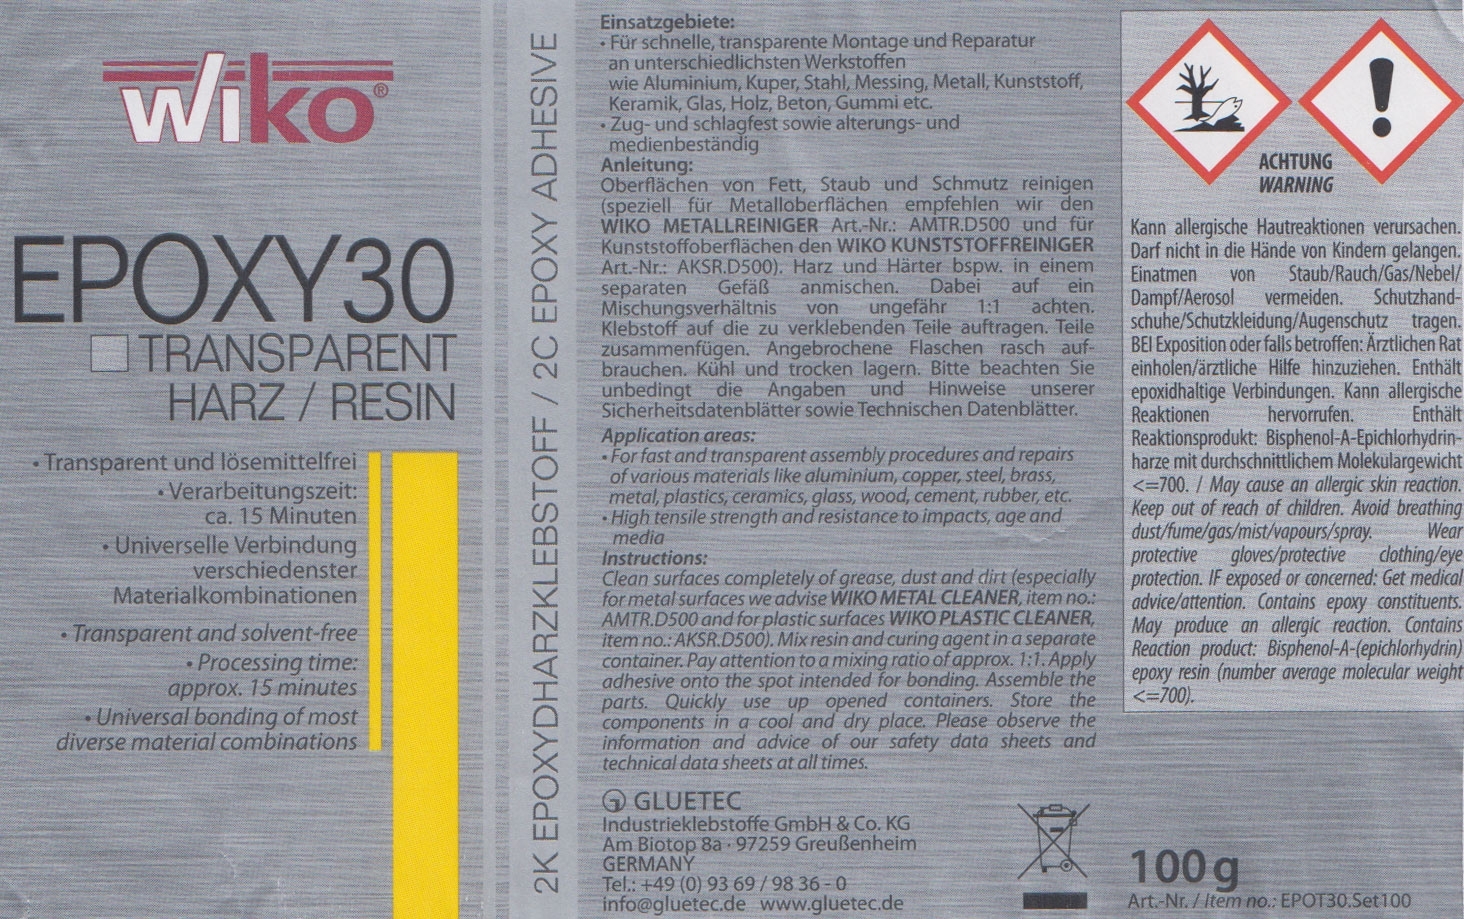 wiko®
EPOXY30
TRANSPARENT
HARZ / RESIN
• Transparent und lösemittelfrei
• Verarbeitungszeit:
ca. 15 Minuten
• Universelle Verbindung
verschiedenster
Materialkombinationen
• Transparent and solvent-free
• Processing time:
approx. 15 minutes
• Universal bonding of most
diverse material combinations
2K EPOXYDHARZKLEBSTOFF / 2C EPOXY ADHESIVE
Einsatzgebiete:
• Für schnelle, transparente Montage und Reparatur
an unterschiedlichsten Werkstoffen
wie Aluminium, Kuper, Stahl, Messing, Metall, Kunststoff,
Keramik, Glas, Holz, Beton, Gummi etc.
• Zug- und schlagfest sowie alterungs- und
medienbeständig
Anleitung:
Oberflächen von Fett, Staub und Schmutz reinigen
(speziell für Metalloberflächen empfehlen wir den
WIKO METALLREINIGER Art.-Nr.: AMTR.D500 und für
Kunststoffoberflächen den WIKO KUNSTSTOFFREINIGER
Art.-Nr.: AKSR.D500). Harz und Härter bspw. in einem
separaten Gefäß anmischen. Dabei auf ein
Mischungsverhältnis von ungefähr 1:1 achten.
Klebstoff auf die zu verklebenden Teile auftragen. Teile
zusammenfügen. Angebrochene Flaschen rasch auf-
brauchen. Kühl und trocken lagern. Bitte beachten Sie
unbedingt die Angaben und Hinweise unserer
Sicherheitsdatenblätter sowie Technischen Datenblätter.
Application areas:
• For fast and transparent assembly procedures and repairs
of various materials like aluminium, copper, steel, brass,
metal, plastics, ceramics, glass, wood, cement, rubber, etc.
• High tensile strength and resistance to impacts, age and
media
Instructions:
Clean surfaces completely of grease, dust and dirt (especially
for metal surfaces we advise WIKO METAL CLEANER, item no.:
AMTR.D500 and for plastic surfaces WIKO PLASTIC CLEANER,
item no.: AKSR.D500). Mix resin and curing agent in a separate
container. Pay attention to a mixing ratio of approx. 1:1. Apply
adhesive onto the spot intended for bonding. Assemble the
parts. Quickly use up opened containers. Store the
components in a cool and dry place. Please observe the
information and advice of our safety data sheets and
technical data sheets at all times.
GLUETEC
Industrieklebstoffe GmbH & Co. KG
Am Biotop 8a · 97259 Greußenheim
GERMANY
Tel.: +49 (0) 93 69 / 98 36 - 0
info@gluetec.de www.gluetec.de
ACHTUNG
WARNING
Kann allergische Hautreaktionen verursachen.
Darf nicht in die Hände von Kindern gelangen.
Einatmen von Staub/Rauch/Gas/Nebel/
Dampf/Aerosol vermeiden. Schutzhand-
schuhe/Schutzkleidung/Augenschutz tragen.
BEI Exposition oder falls betroffen: Ärztlichen Rat
einholen/ärztliche Hilfe hinzuziehen. Enthält
epoxidhaltige Verbindungen. Kann allergische
Reaktionen hervorrufen. Enthält
Reaktionsprodukt: Bisphenol-A-Epichlorhydrin-
harze mit durchschnittlichem Molekulargewicht
<=700. / May cause an allergic skin reaction.
Keep out of reach of children. Avoid breathing
dust/fume/gas/mist/vapours/spray. Wear
protective gloves/protective clothing/eye
protection. IF exposed or concerned: Get medical
advice/attention. Contains epoxy constituents.
May produce an allergic reaction. Contains
Reaction product: Bisphenol-A-(epichlorhydrin)
epoxy resin (number average molecular weight
<=700).
100 g
Art.-Nr. / Item no.: EPOT30.Set100